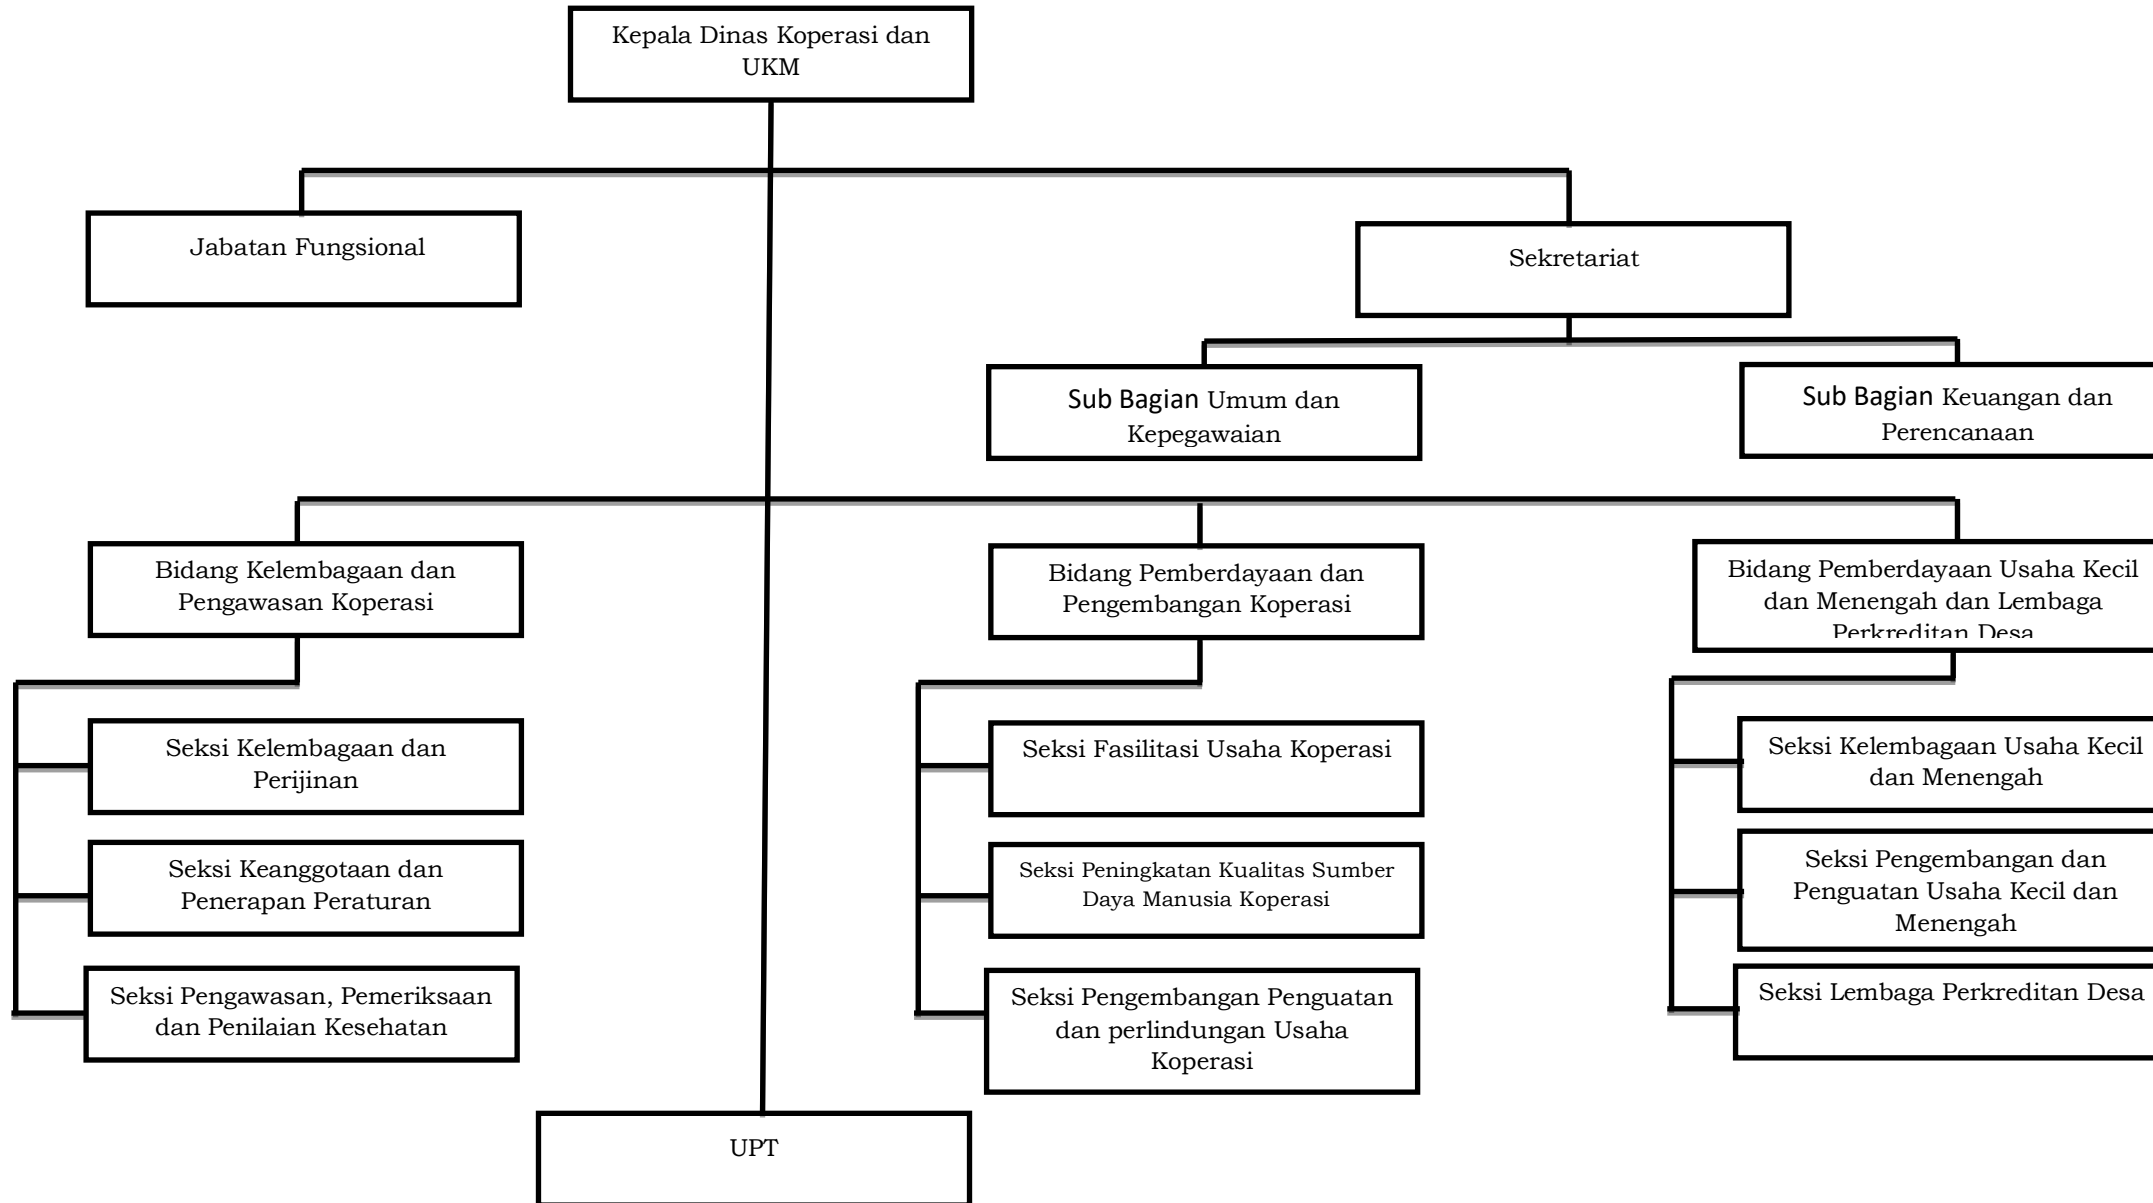 Kepala Dinas Koperasi dan
UKM
Jabatan Fungsional
Sekretariat
Sub Bagian Umum dan
Kepegawaian
Sub Bagian Keuangan dan
Perencanaan
Bidang Kelembagaan dan
Pengawasan Koperasi
Bidang Pemberdayaan dan
Pengembangan Koperasi
Bidang Pemberdayaan Usaha Kecil
dan Menengah dan Lembaga
Perkreditan Desa
Seksi Kelembagaan dan
Perijinan
Seksi Keanggotaan dan
Penerapan Peraturan
Seksi Pengawasan, Pemeriksaan
dan Penilaian Kesehatan
Seksi Fasilitasi Usaha Koperasi
Seksi Peningkatan Kualitas Sumber
Daya Manusia Koperasi
Seksi Pengembangan Penguatan
dan perlindungan Usaha
Koperasi
Seksi Kelembagaan Usaha Kecil
dan Menengah
Seksi Pengembangan dan
Penguatan Usaha Kecil dan
Menengah
Seksi Lembaga Perkreditan Desa
UPT